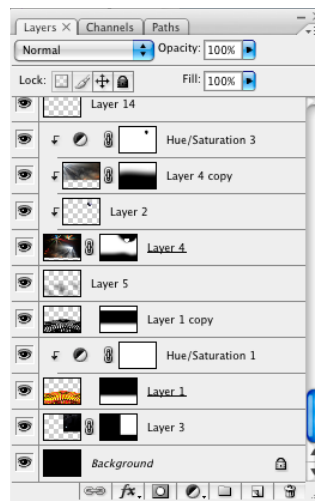 Layers × Channels Paths
Normal Opacity: 100%
Lock: Fill: 100%
Layer 14
Hue/Saturation 3
Layer 4 copy
Layer 2
Layer 4
Layer 5
Layer 1 copy
Hue/Saturation 1
Layer 1
Layer 3
Background
fx.